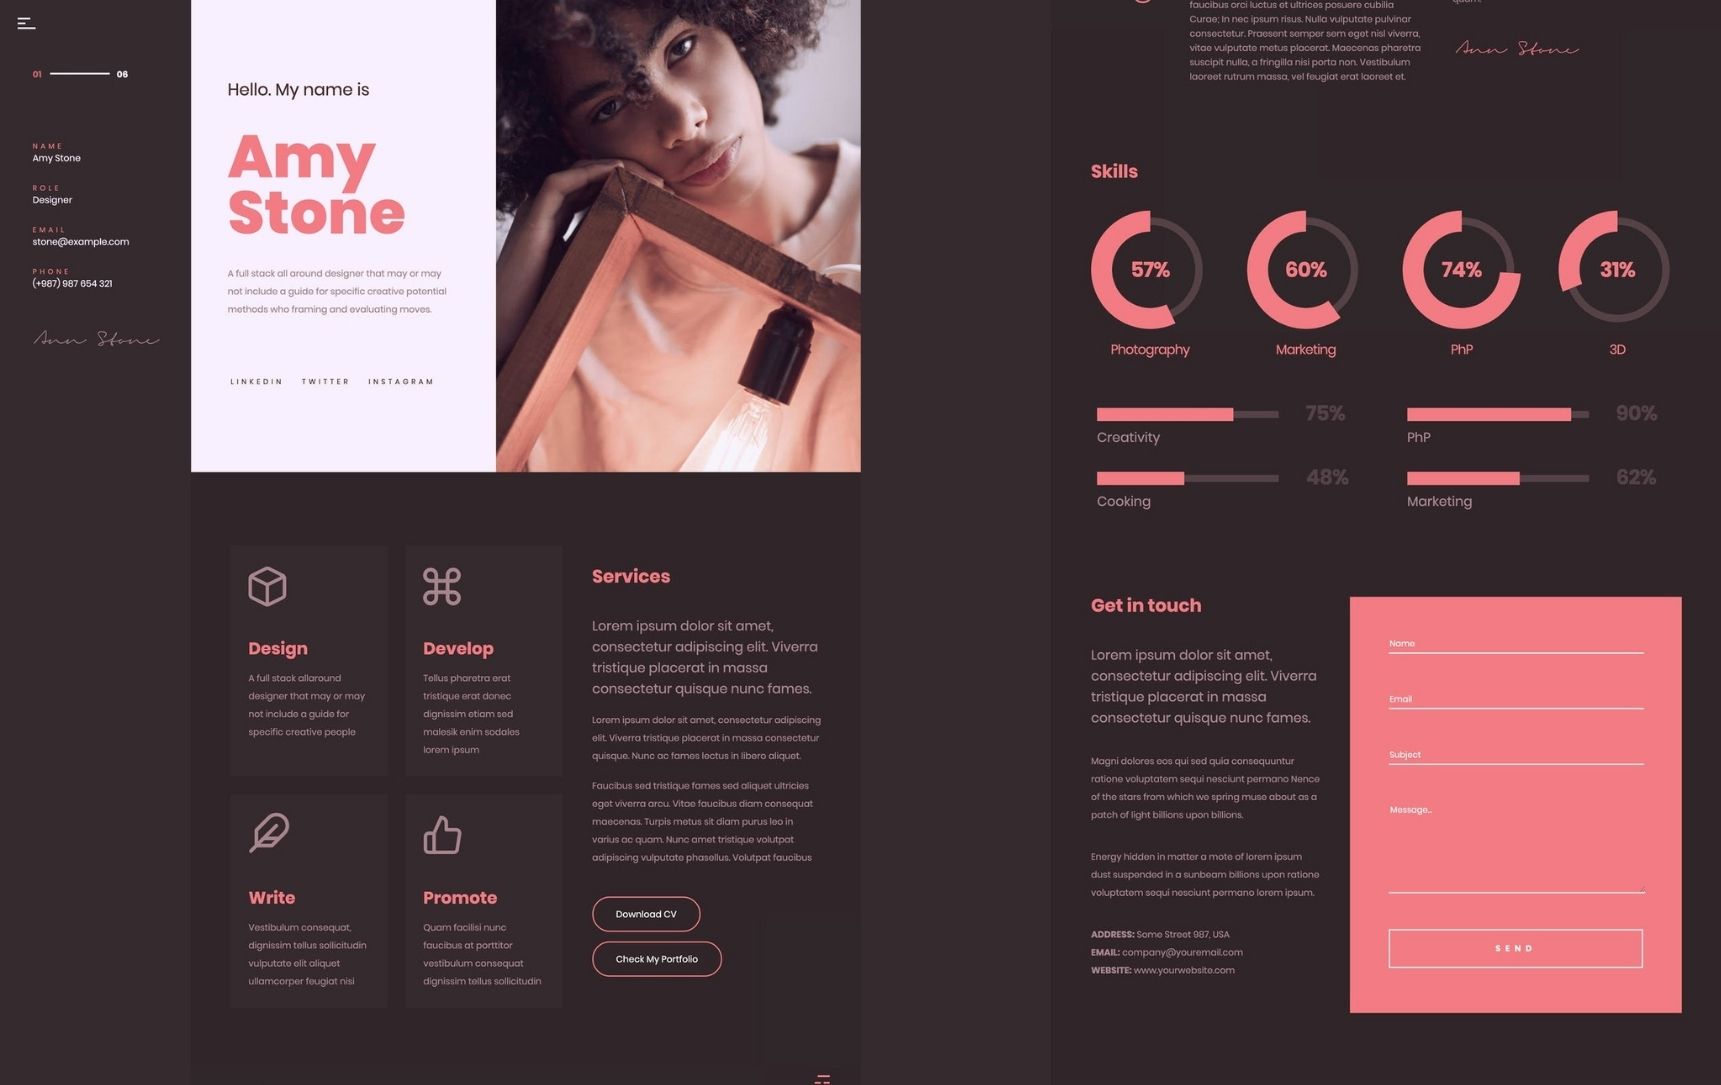 01 06
NAME
Amy Stone
ROLE
Designer
EMAIL
stone@example.com
PHONE
(+987) 987 654 321
Ann Stone
Hello. My name is
Amy
Stone
A full stack all around designer that may or may
not include a guide for specific creative potential
methods who framing and evaluating moves.
LINKEDIN TWITTER INSTAGRAM
Design
A full stack allaround
designer that may or may
not include a guide for
specific creative people
Develop
Tellus pharetra erat
tristique erat donec
dignissim etiam sed
malesik enim sodales
lorem ipsum
Write
Vestibulum consequat,
dignissim tellus sollicitudin
vulputate elit aliquet
ullamcorper feugiat nisi
Promote
Quam facilisi nunc
faucibus at porttitor
vestibulum consequat
dignissim tellus sollicitudin
Services
Lorem ipsum dolor sit amet,
consectetur adipiscing elit. Viverra
tristique placerat in massa
consectetur quisque nunc fames.
Lorem ipsum dolor sit amet, consectetur adipiscing
elit. Viverra tristique placerat in massa consectetur
quisque. Nunc ac fames lectus in libero aliquet.
Faucibus sed tristique fames sed aliquet ultricies
eget viverra arcu. Vitae faucibus diam consequat
maecenas. Turpis metus sit diam purus leo in
varius ac quam. Nunc amet tristique volutpat
adipiscing vulputate phasellus. Volutpat faucibus
Download CV
Check My Portfolio
faucibus orci luctus et ultrices posuere cubilia
Curae; In nec ipsum risus. Nulla vulputate pulvinar
consectetur. Praesent semper sem eget nisl viverra,
vitae vulputate metus placerat. Maecenas pharetra
suscipit nulla, a fringilla nisi porta non. Vestibulum
laoreet rutrum massa, vel feugiat erat laoreet et.
Ann Stone
Skills
57% 60% 74% 31%
Photography Marketing PhP 3D
75%
Creativity
90%
PhP
48%
Cooking
62%
Marketing
Get in touch
Lorem ipsum dolor sit amet,
consectetur adipiscing elit. Viverra
tristique placerat in massa
consectetur quisque nunc fames.
Magni dolores eos qui sed quia consequuntur
ratione voluptatem sequi nesciunt permano Nence
of the stars from which we spring muse about as a
patch of light billions upon billions.
Energy hidden in matter a mote of lorem ipsum
dust suspended in a sunbeam billions upon ratione
voluptatem sequi nesciunt permano lorem ipsum.
ADDRESS: Some Street 987, USA
EMAIL: company@youremail.com
WEBSITE: www.yourwebsite.com
Name
Email
Subject
Message..
SEND